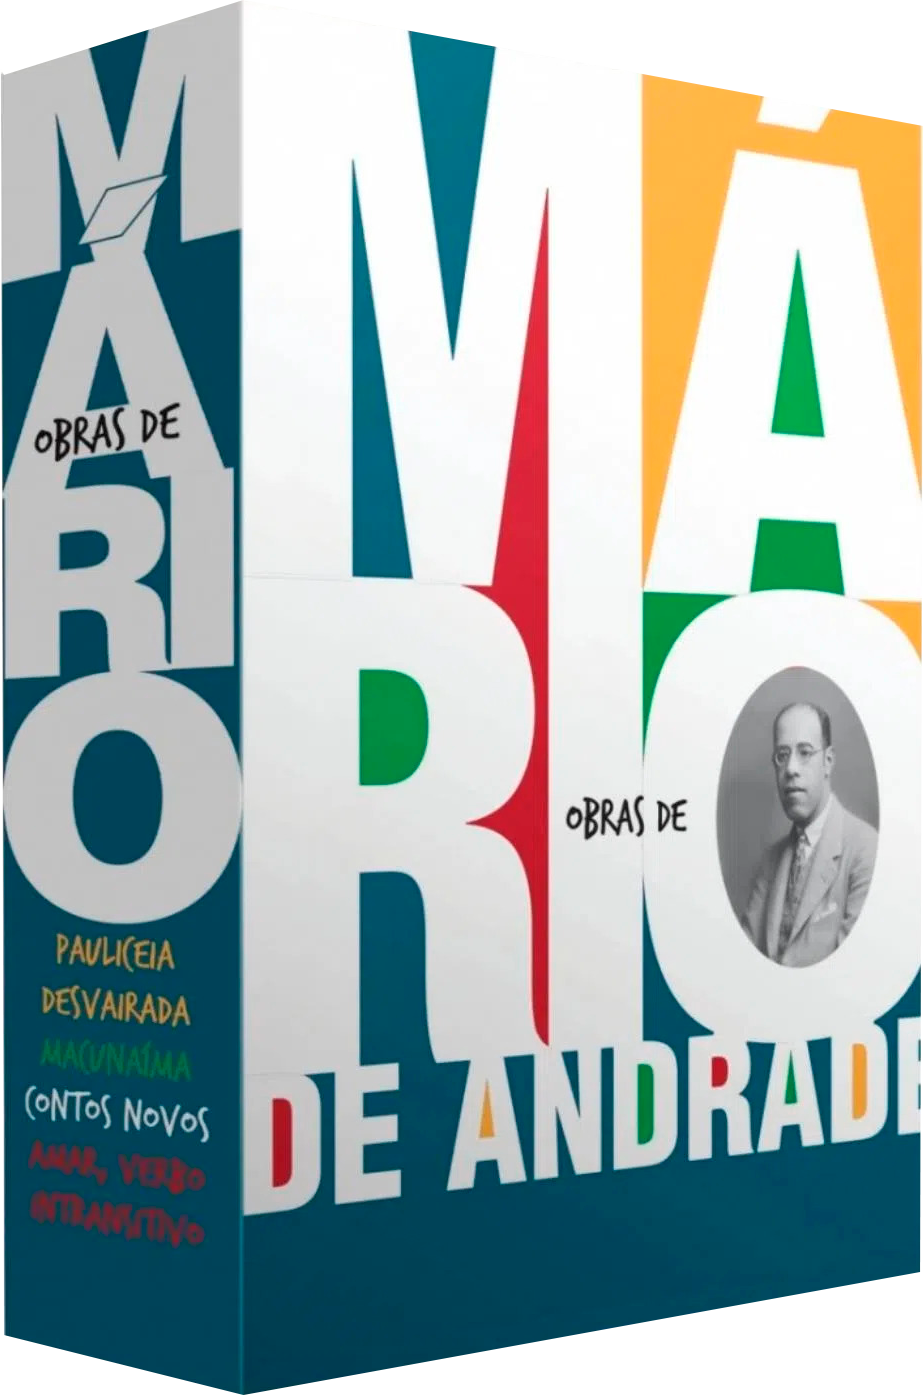 MÁRIO
OBRAS DE
PAULICEIA
DESVAIRADA
MACUNAÍMA
CONTOS NOVOS
AMAR, VERBO
INTRANSITIVO
MÁ
RIO
OBRAS DE
DE ANDRADE